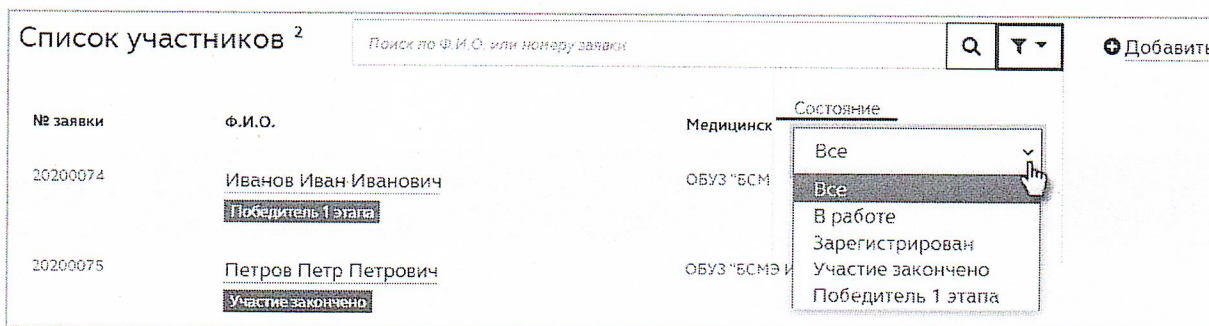 Список участников 2
Поиск по Ф.И.О. или номеру заявки
Добавить
№ заявки
Ф.И.О.
Медицинск
Состояние
Все
20200074
Иванов Иван Иванович
ОБУЗ "БСМ
Победитель 1 этапа
Все
В работе
Зарегистрирован
Участие закончено
Победитель 1 этапа
20200075
Петров Петр Петрович
ОБУЗ "БСМЭ И
Участие закончено